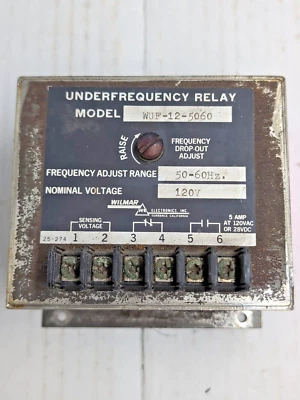 UNDERFREQUENCY RELAY
MODEL WUF-12-5060
RAISE
FREQUENCY
DROP OUT
ADJUST
FREQUENCY ADJUST RANGE 50-60Hz.
NOMINAL VOLTAGE 120V
WILMAR ELECTRONICS, INC.
TORRANCE CALIFORNIA
SENSING
VOLTAGE
5 AMP
AT 120VAC
OR 28VDC
25-274 1 2 3 4 5 6